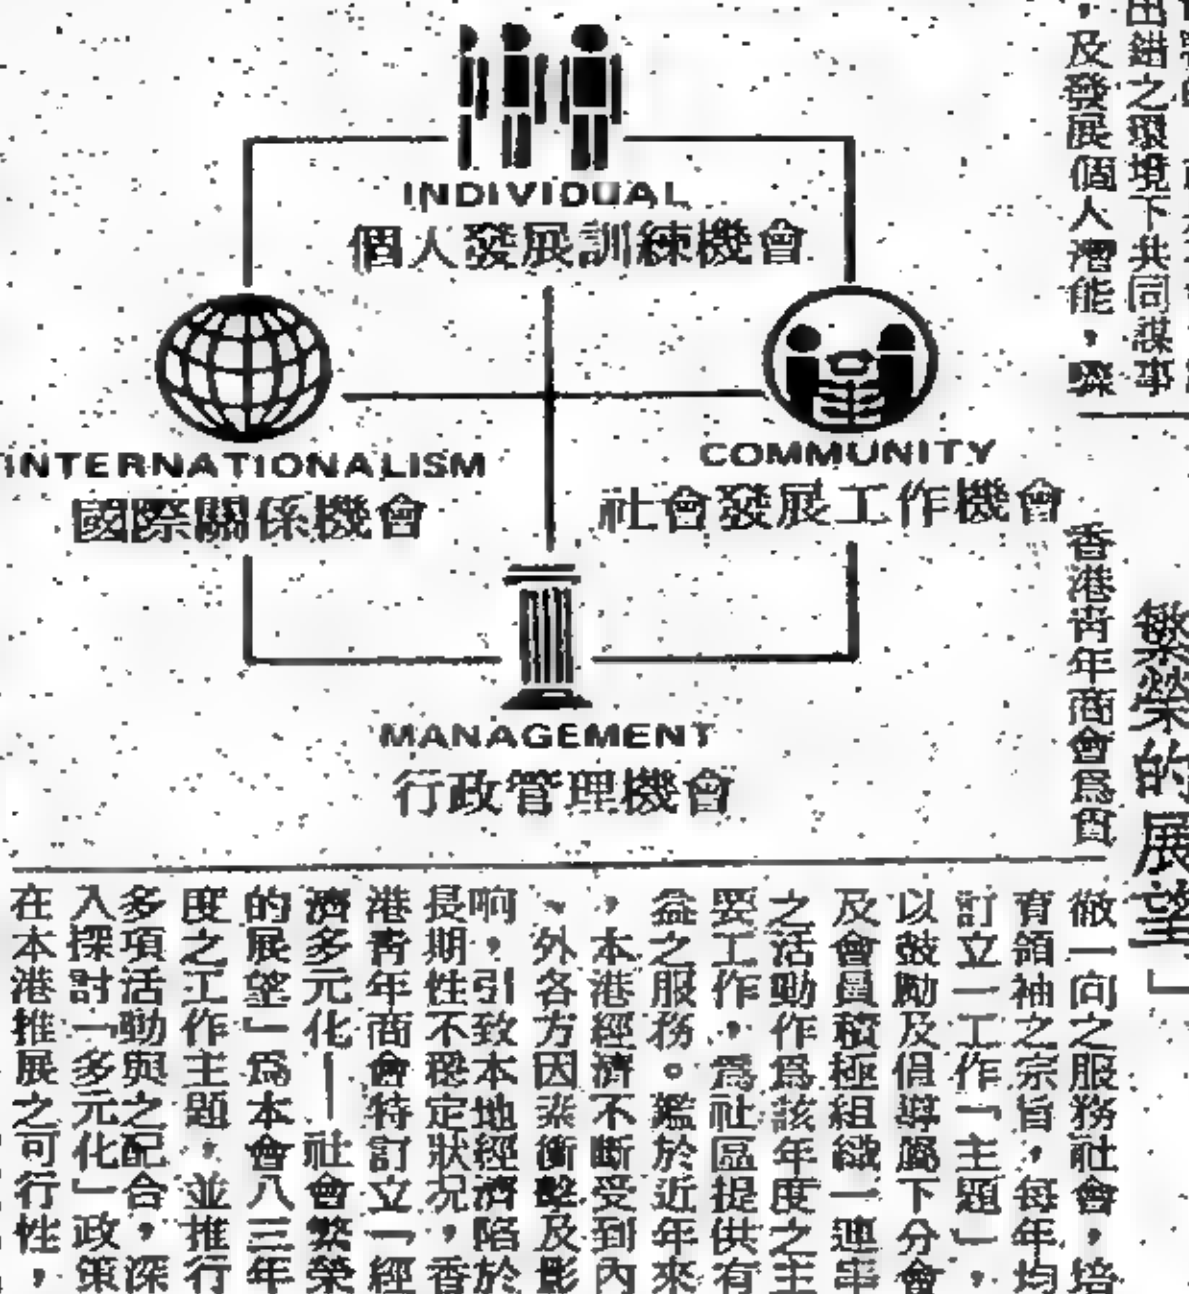 出錯之環境下共同謀事
，及發展個人潛能，際
INDIVIDUAL
個人發展訓練機會
INTERNATIONALISM
國際關係機會
COMMUNITY
社會發展工作機會
MANAGEMENT
行政管理機會
繁榮的展望」
香港青年商會爲貫
徹一向之服務社會，培
育領袖之宗旨，每年均
訂立一工作「主題」，
以鼓勵及倡導屬下分會
及會員積極組織一連串
之活動作爲該年度之主
要工作，爲社區提供有
益之服務。鑑於近年來
，本港經濟不斷受到內
、外各方因素衝擊及影
响，引致本地經濟陷於
長期性不穩定狀況，香
港青年商會特訂立「經
濟多元化──社會繁榮
的展望」爲本會八三年
度之工作主題，並推行
多項活動與之配合，深
入探討「多元化」政策
在本港推展之可行性，